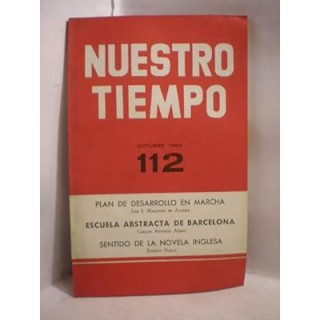 NUESTRO
TIEMPO
OCTUBRE
112
PLAN DE DESARROLLO EN MARCHA
ESCUELA ABSTRACTA DE BARCELONA
SENTIDO DE LA NOVELA INGLESA